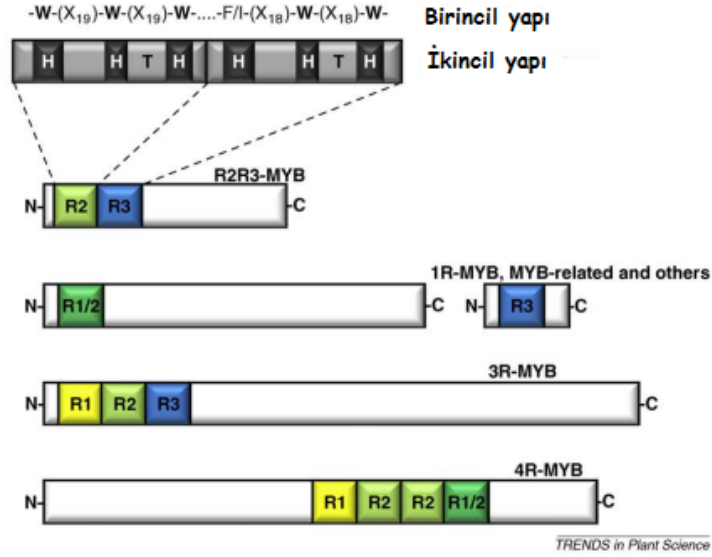 -W-(X19)-W-(X19)-W-....-F/I-(X18)-W-(X18)-W- Birincil yapı
H H T H H H T H İkincil yapı
R2R3-MYB
N- R2 R3 -C
1R-MYB, MYB-related and others
N- R1/2 -C N- R3 -C
3R-MYB
N- R1 R2 R3 -C
4R-MYB
N- R1 R2 R2 R1/2 -C
TRENDS in Plant Science